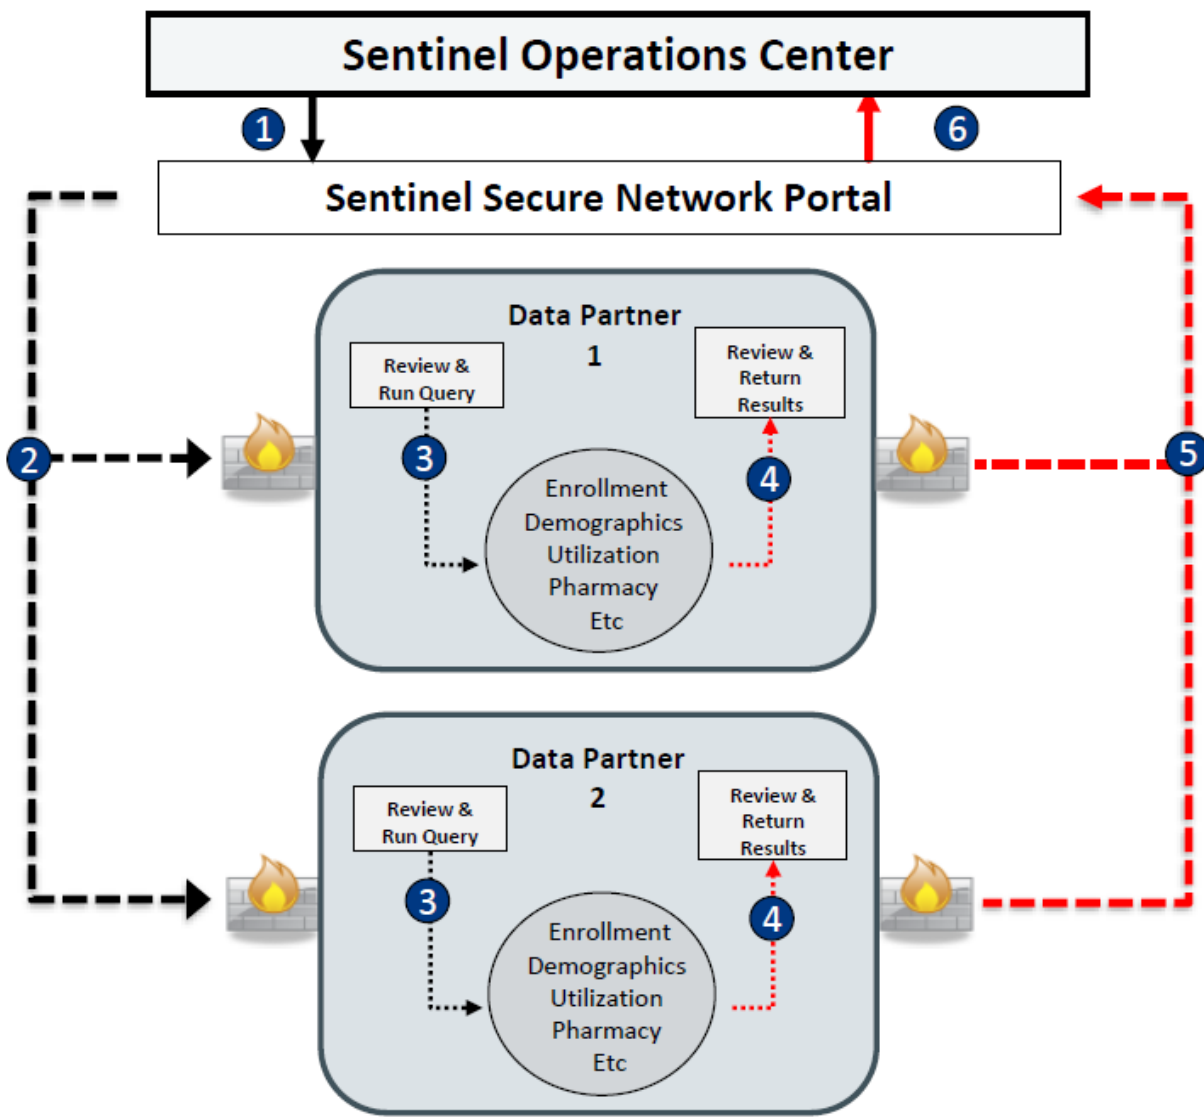 Sentinel Operations Center
1
6
Sentinel Secure Network Portal
Data Partner
1
Review &
Run Query
Review &
Return
Results
2
3
4
5
Enrollment
Demographics
Utilization
Pharmacy
Etc
Data Partner
2
Review &
Run Query
Review &
Return
Results
3
4
Enrollment
Demographics
Utilization
Pharmacy
Etc